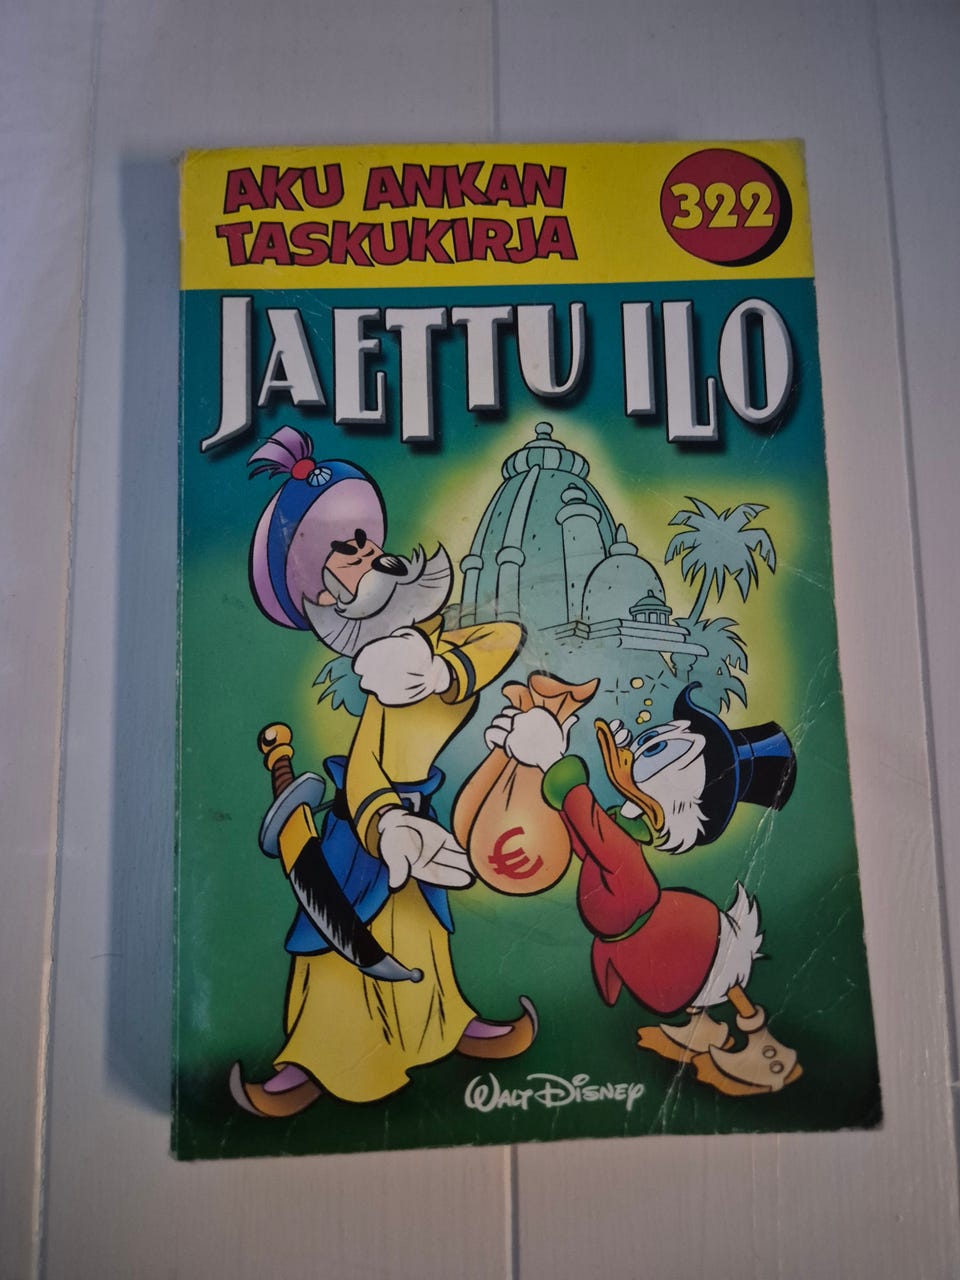 AKU ANKAN
TASKUKIRJA
322
JAETTU ILO
€
WALT DISNEY